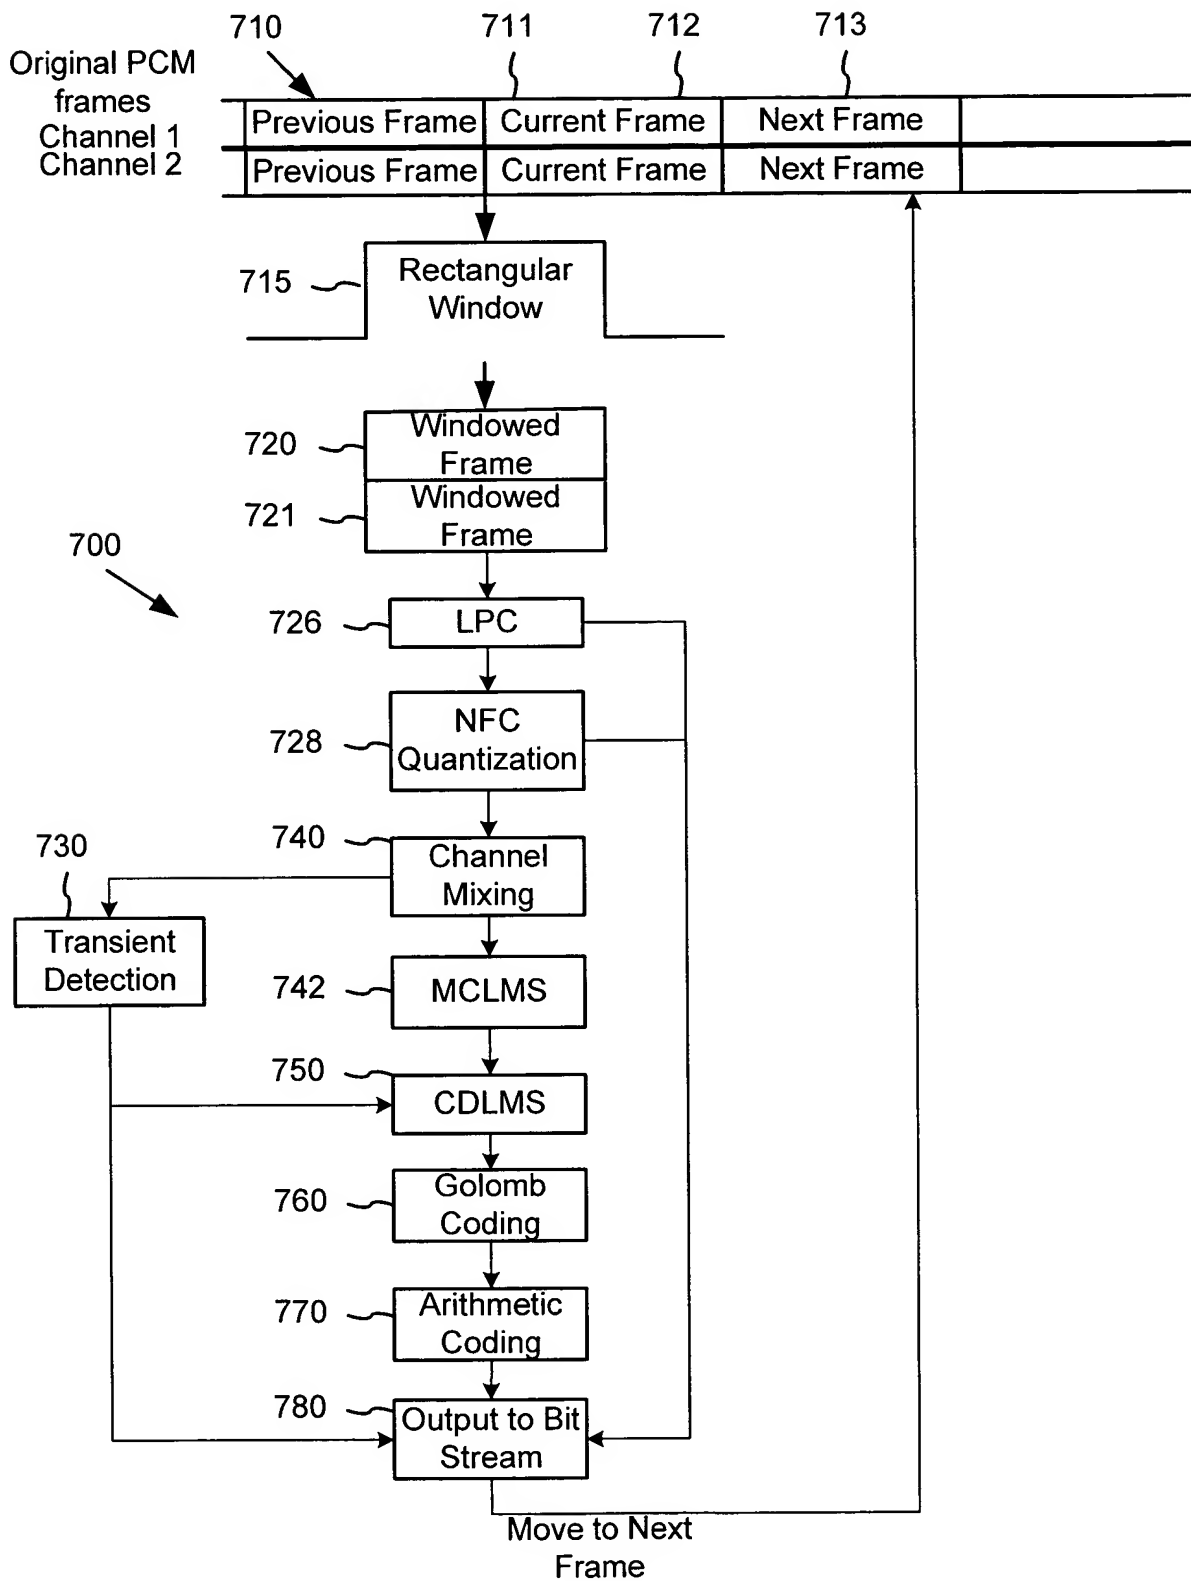 710
711
712
713
Original PCM
frames
Channel 1
Channel 2
Previous Frame
Current Frame
Next Frame
Previous Frame
Current Frame
Next Frame
715
Rectangular
Window
720
Windowed
Frame
721
Windowed
Frame
700
726
LPC
728
NFC
Quantization
740
Channel
Mixing
730
Transient
Detection
742
MCLMS
750
CDLMS
760
Golomb
Coding
770
Arithmetic
Coding
780
Output to Bit
Stream
Move to Next
Frame